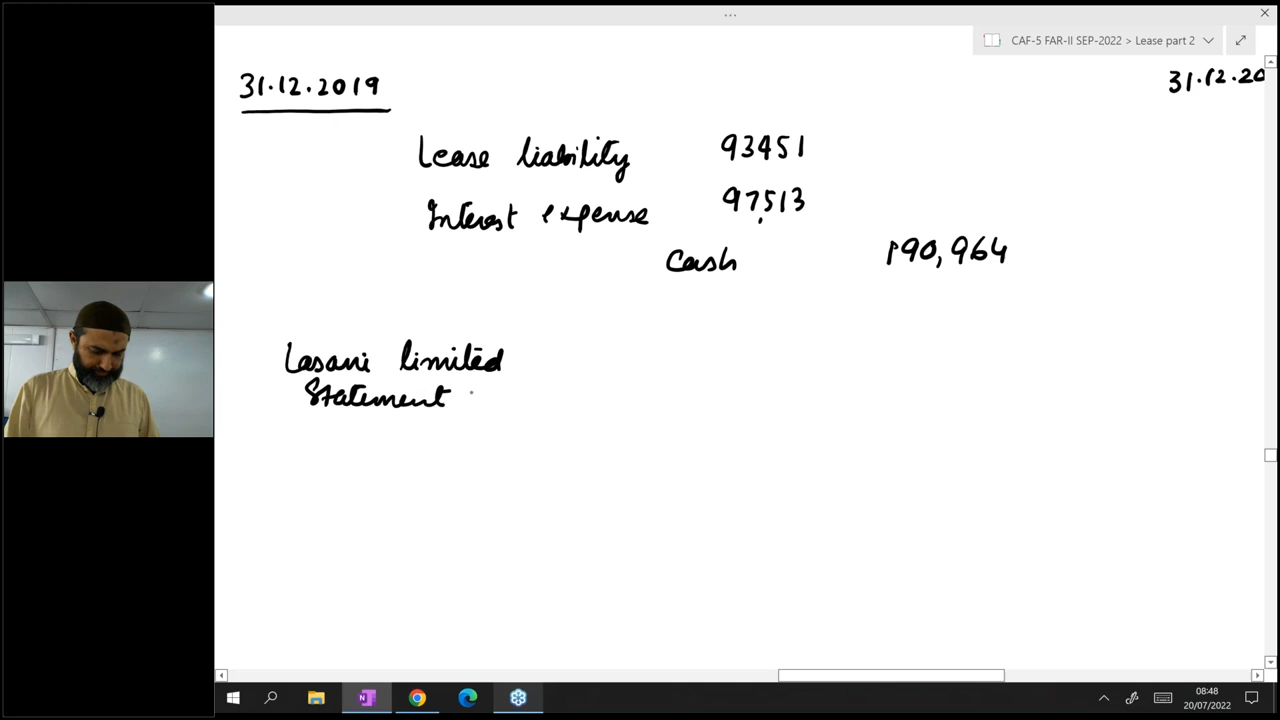 CAF-5 FAR-II SEP-2022 > Lease part 2
31.12.2019
31.12.20
Lease liability 93451
Interest expense 97513
Cash 190,964
Lasani limited
Statement
08:48
20/07/2022